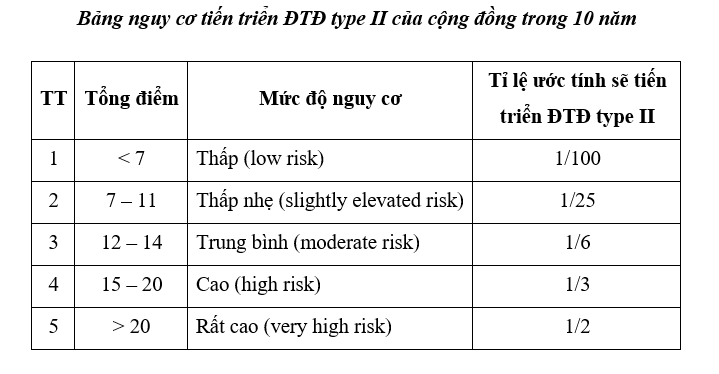 Bảng nguy cơ tiến triển ĐTĐ type II của cộng đồng trong 10 năm
TT Tổng điểm Mức độ nguy cơ Tỉ lệ ước tính sẽ tiến
triển ĐTĐ type II
1 < 7 Thấp (low risk) 1/100
2 7 – 11 Thấp nhẹ (slightly elevated risk) 1/25
3 12 – 14 Trung bình (moderate risk) 1/6
4 15 – 20 Cao (high risk) 1/3
5 > 20 Rất cao (very high risk) 1/2